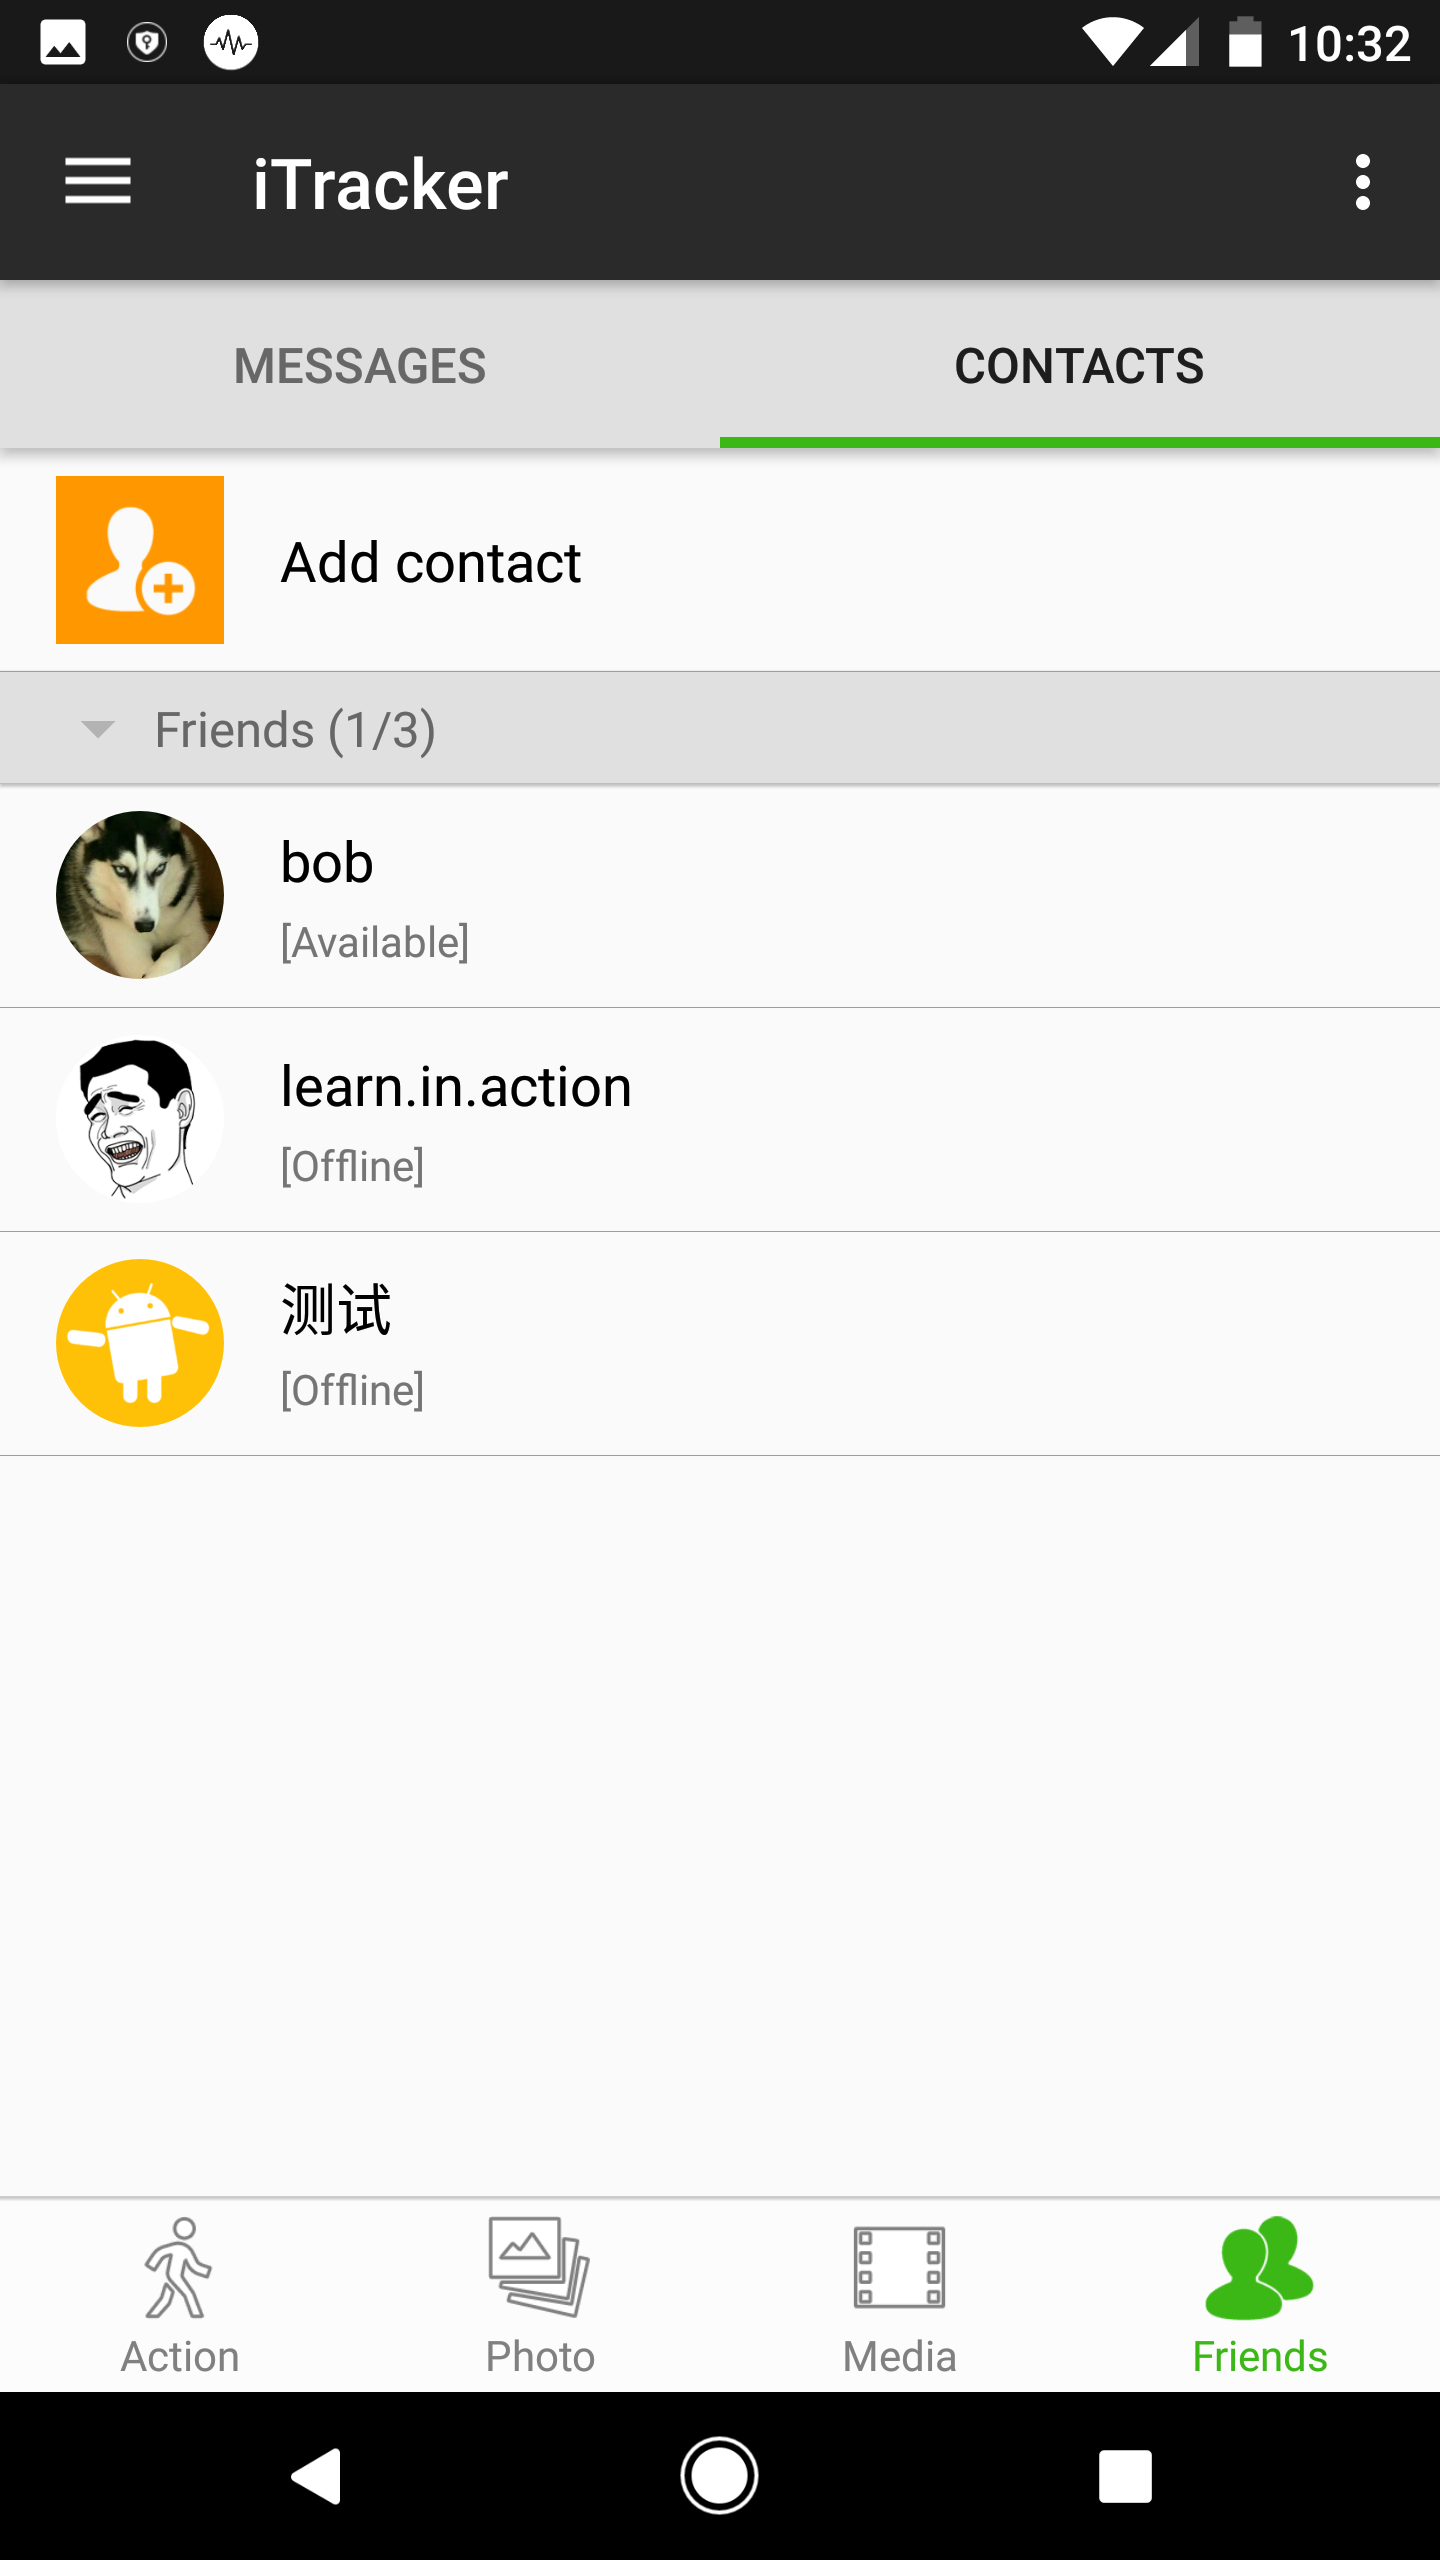 10:32
iTracker
MESSAGES
CONTACTS
Add contact
Friends (1/3)
bob
[Available]
learn.in.action
[Offline]
测试
[Offline]
Action
Photo
Media
Friends